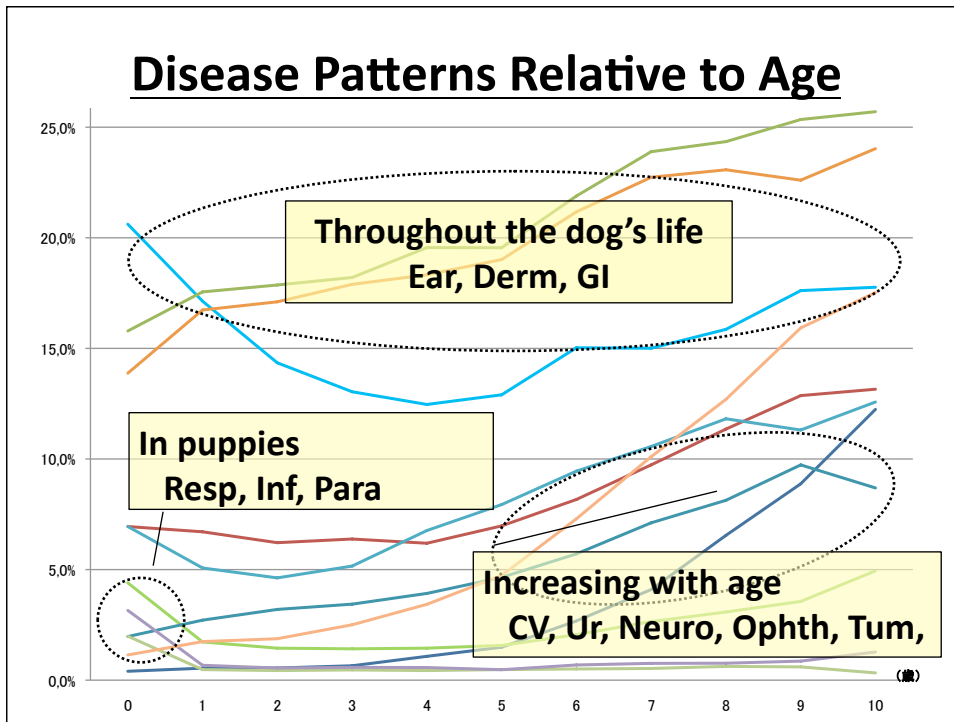 Disease Patterns Relative to Age
25,0%
20,0%
15,0%
10,0%
5,0%
0,0%
Throughout the dog’s life
Ear, Derm, GI
In puppies
Resp, Inf, Para
Increasing with age
CV, Ur, Neuro, Ophth, Tum,
(歳)
0 1 2 3 4 5 6 7 8 9 10